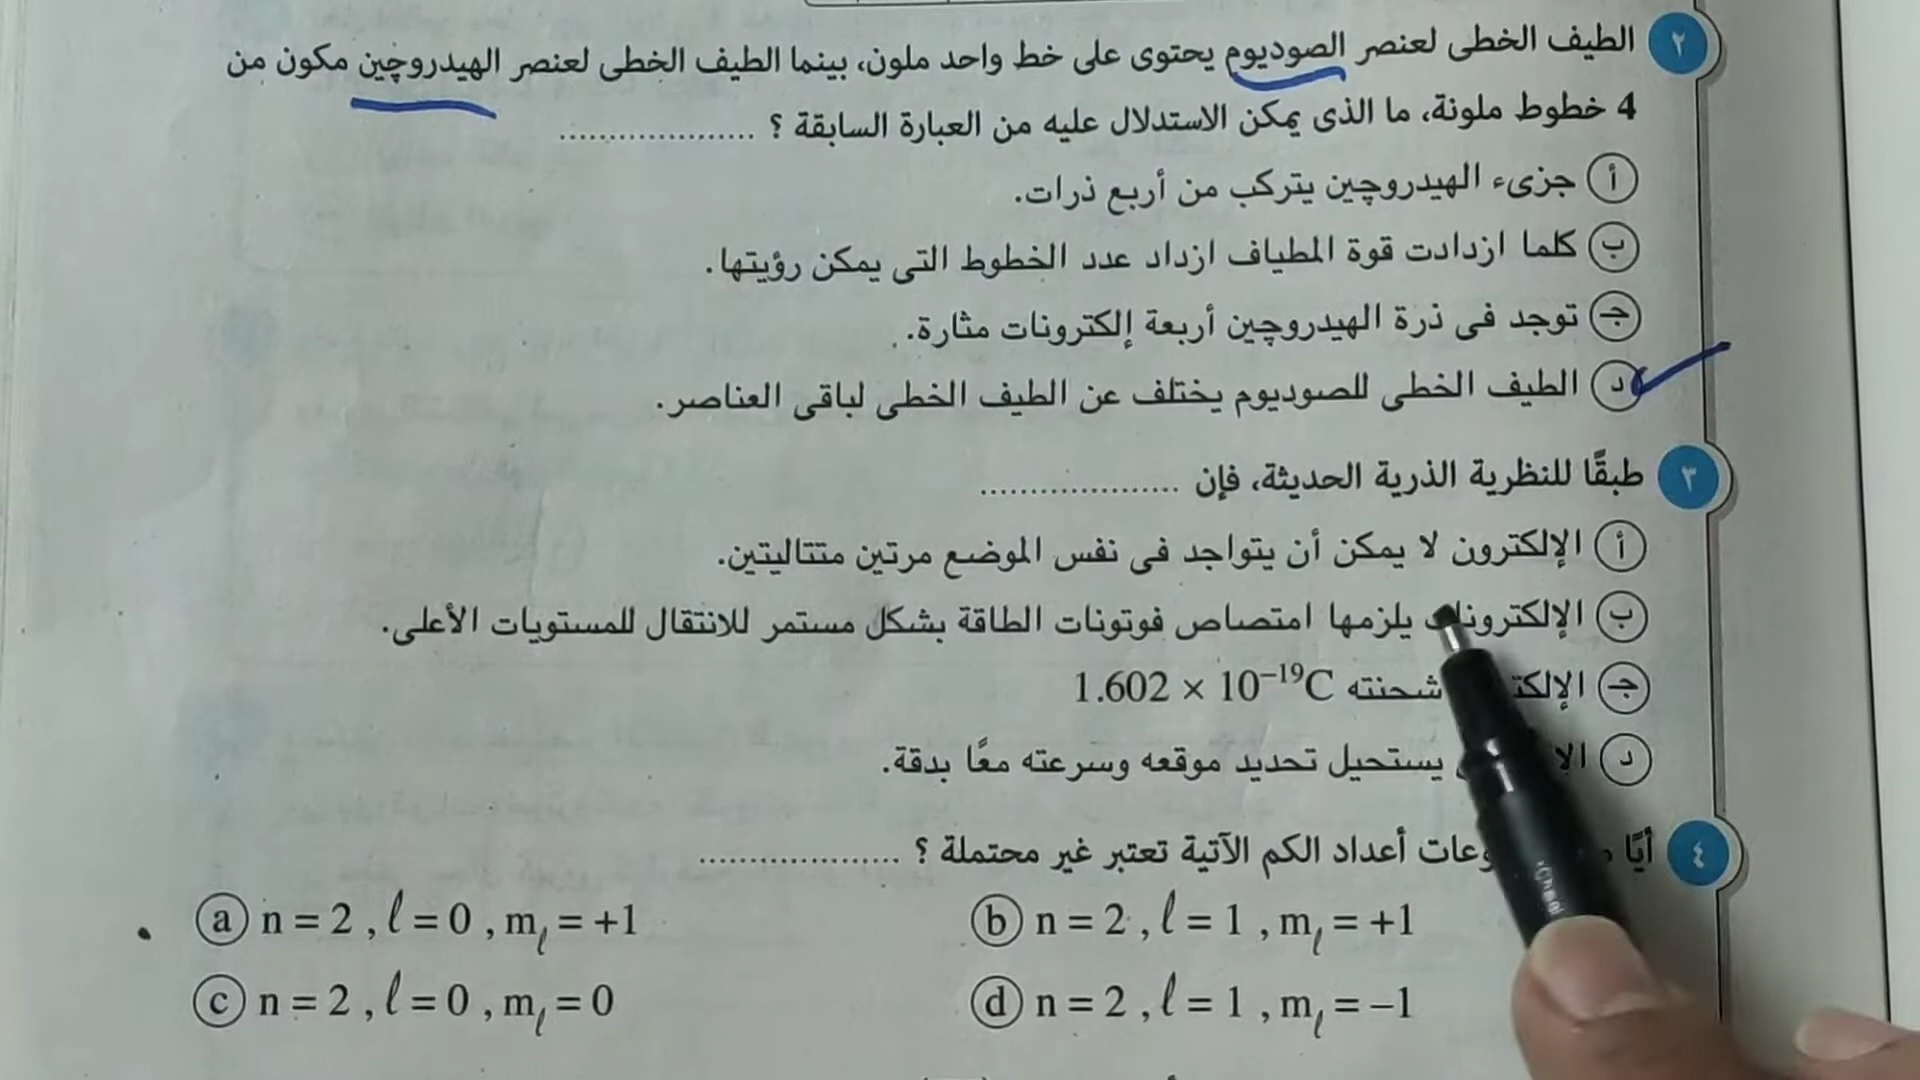 ٢ الطيف الخطى لعنصر الصوديوم يحتوى على خط واحد ملون، بينما الطيف الخطى لعنصر الهيدروچين مكون من
4 خطوط ملونة، ما الذى يمكن الاستدلال عليه من العبارة السابقة ؟ ....................
أ جزىء الهيدروچين يتركب من أربع ذرات.
ب كلما ازدادت قوة المطياف ازداد عدد الخطوط التى يمكن رؤيتها.
ج توجد فى ذرة الهيدروچين أربعة إلكترونات مثارة.
د الطيف الخطى للصوديوم يختلف عن الطيف الخطى لباقى العناصر.
٣ طبقًا للنظرية الذرية الحديثة، فإن ....................
أ الإلكترون لا يمكن أن يتواجد فى نفس الموضع مرتين متتاليتين.
ب الإلكترونات يلزمها امتصاص فوتونات الطاقة بشكل مستمر للانتقال للمستويات الأعلى.
ج شحنته 1.602 × 10⁻¹⁹C
د يستحيل تحديد موقعه وسرعته معًا بدقة.
٤ أيًا أعداد الكم الآتية تعتبر غير محتملة ؟ ....................
a n = 2 , ℓ = 0 , mℓ = +1
b n = 2 , ℓ = 1 , mℓ = +1
c n = 2 , ℓ = 0 , mℓ = 0
d n = 2 , ℓ = 1 , mℓ = –1